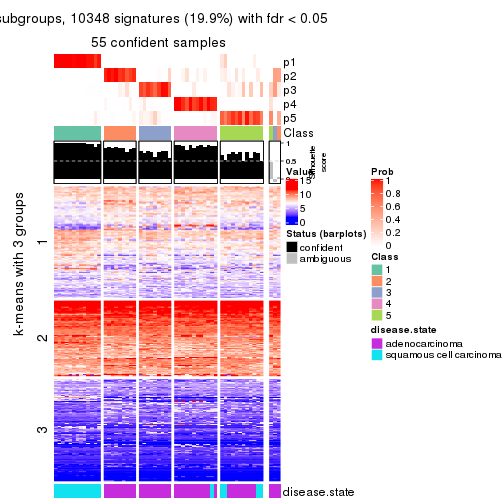 subgroups, 10348 signatures (19.9%) with fdr < 0.05
55 confident samples
p1
p2
p3
p4
p5
Class
1
0.5
0
Silhouette
score
k-means with 3 groups
1
2
3
Value
15
10
5
0
Status (barplots)
confident
ambiguous
Prob
1
0.8
0.6
0.4
0.2
0
Class
1
2
3
4
5
disease.state
adenocarcinoma
squamous cell carcinoma
disease.state